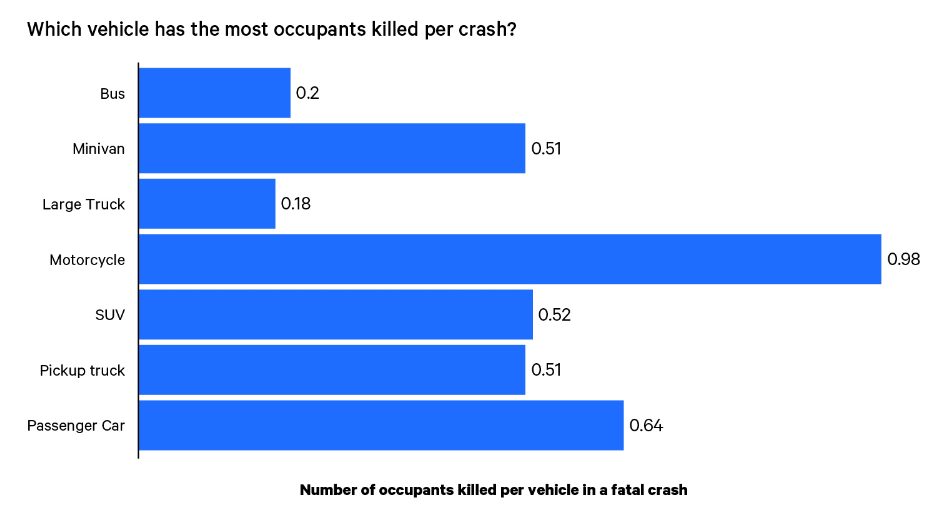 Which vehicle has the most occupants killed per crash?
Bus 0.2
Minivan 0.51
Large Truck 0.18
Motorcycle 0.98
SUV 0.52
Pickup truck 0.51
Passenger Car 0.64
Number of occupants killed per vehicle in a fatal crash